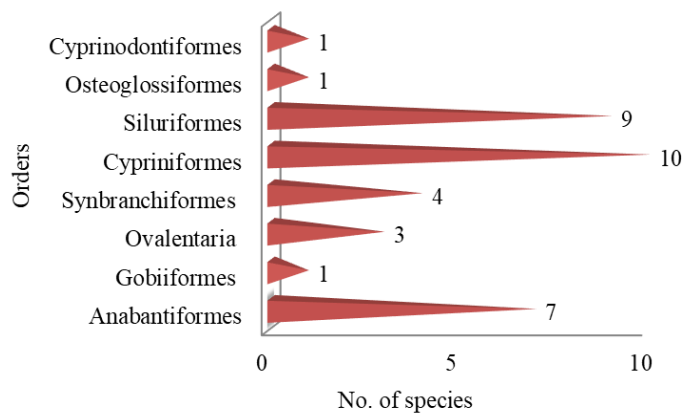 Orders
Cyprinodontiformes 1
Osteoglossiformes 1
Siluriformes 9
Cypriniformes 10
Synbranchiformes 4
Ovalentaria 3
Gobiiformes 1
Anabantiformes 7
0 5 10
No. of species